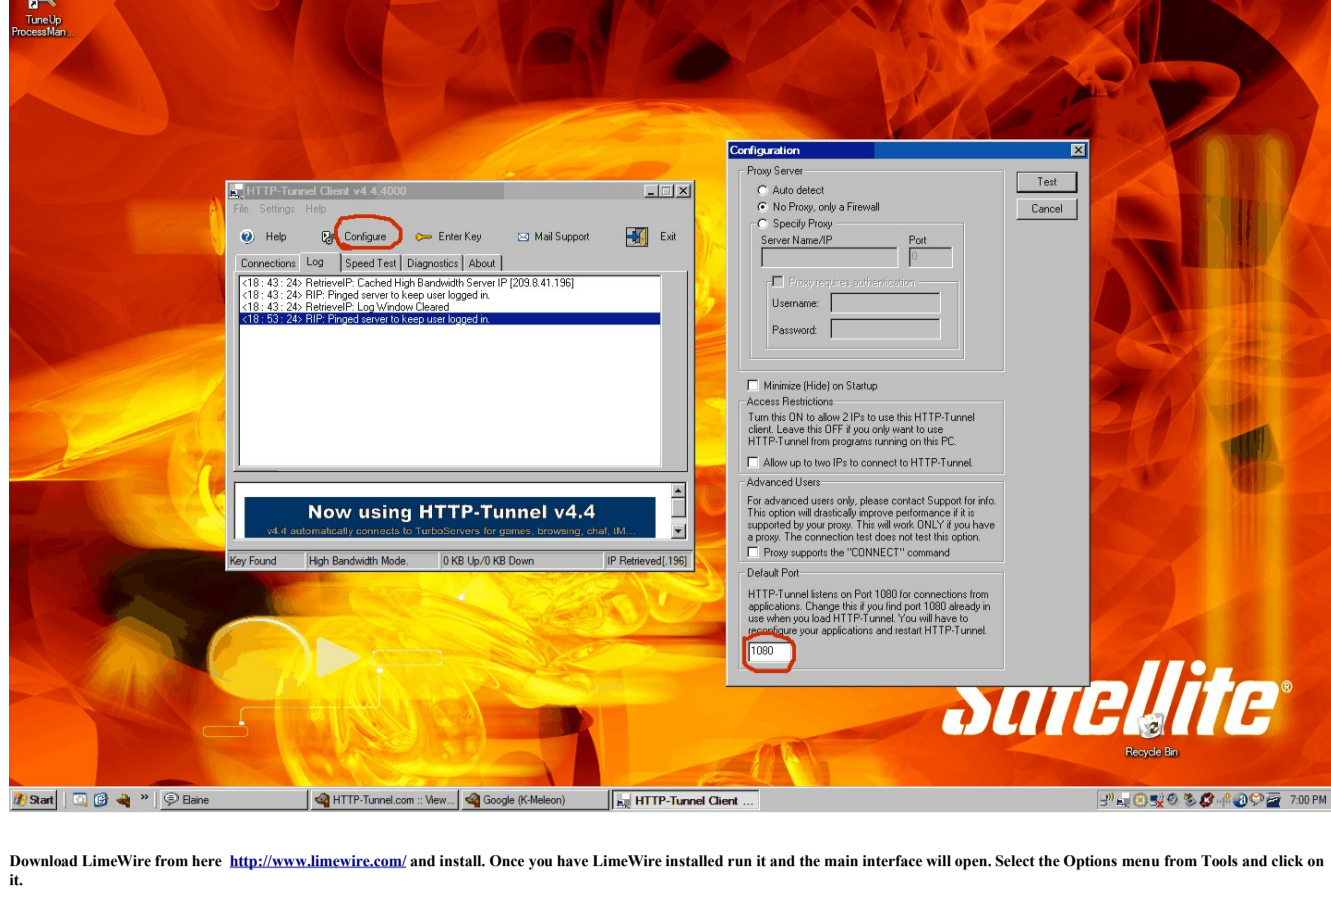 TuneUp
ProcessMan...
HTTP-Tunnel Client v4.4.4000
File Settings Help
Help Configure Enter Key Mail Support Exit
Connections Log Speed Test Diagnostics About
<18 : 43 : 24> RetrieveIP: Cached High Bandwidth Server IP [209.8.41.196]
<18 : 43 : 24> RIP: Pinged server to keep user logged in.
<18 : 43 : 24> RetrieveIP: Log Window Cleared
<18 : 53 : 24> RIP: Pinged server to keep user logged in.
Now using HTTP-Tunnel v4.4
v4.4 automatically connects to TurboServers for games, browsing, chat, IM...
Key Found High Bandwidth Mode. 0 KB Up/0 KB Down IP Retrieved[.196]
Configuration
Proxy Server
Auto detect
No Proxy, only a Firewall
Specify Proxy
Server Name/IP Port
0
Proxy requires authentication
Username:
Password:
Test
Cancel
Minimize (Hide) on Startup
Access Restrictions
Turn this ON to allow 2 IPs to use this HTTP-Tunnel
client. Leave this OFF if you only want to use
HTTP-Tunnel from programs running on this PC.
Allow up to two IPs to connect to HTTP-Tunnel.
Advanced Users
For advanced users only, please contact Support for info.
This option will drastically improve performance if it is
supported by your proxy. This will work ONLY if you have
a proxy. The connection test does not test this option.
Proxy supports the "CONNECT" command
Default Port
HTTP-Tunnel listens on Port 1080 for connections from
applications. Change this if you find port 1080 already in
use when you load HTTP-Tunnel. You will have to
reconfigure your applications and restart HTTP-Tunnel.
1080
Satellite®
Recycle Bin
Start » Elaine HTTP-Tunnel.com :: View... Google (K-Meleon) HTTP-Tunnel Client ... 7:00 PM
Download LimeWire from here http://www.limewire.com/ and install. Once you have LimeWire installed run it and the main interface will open. Select the Options menu from Tools and click on
it.